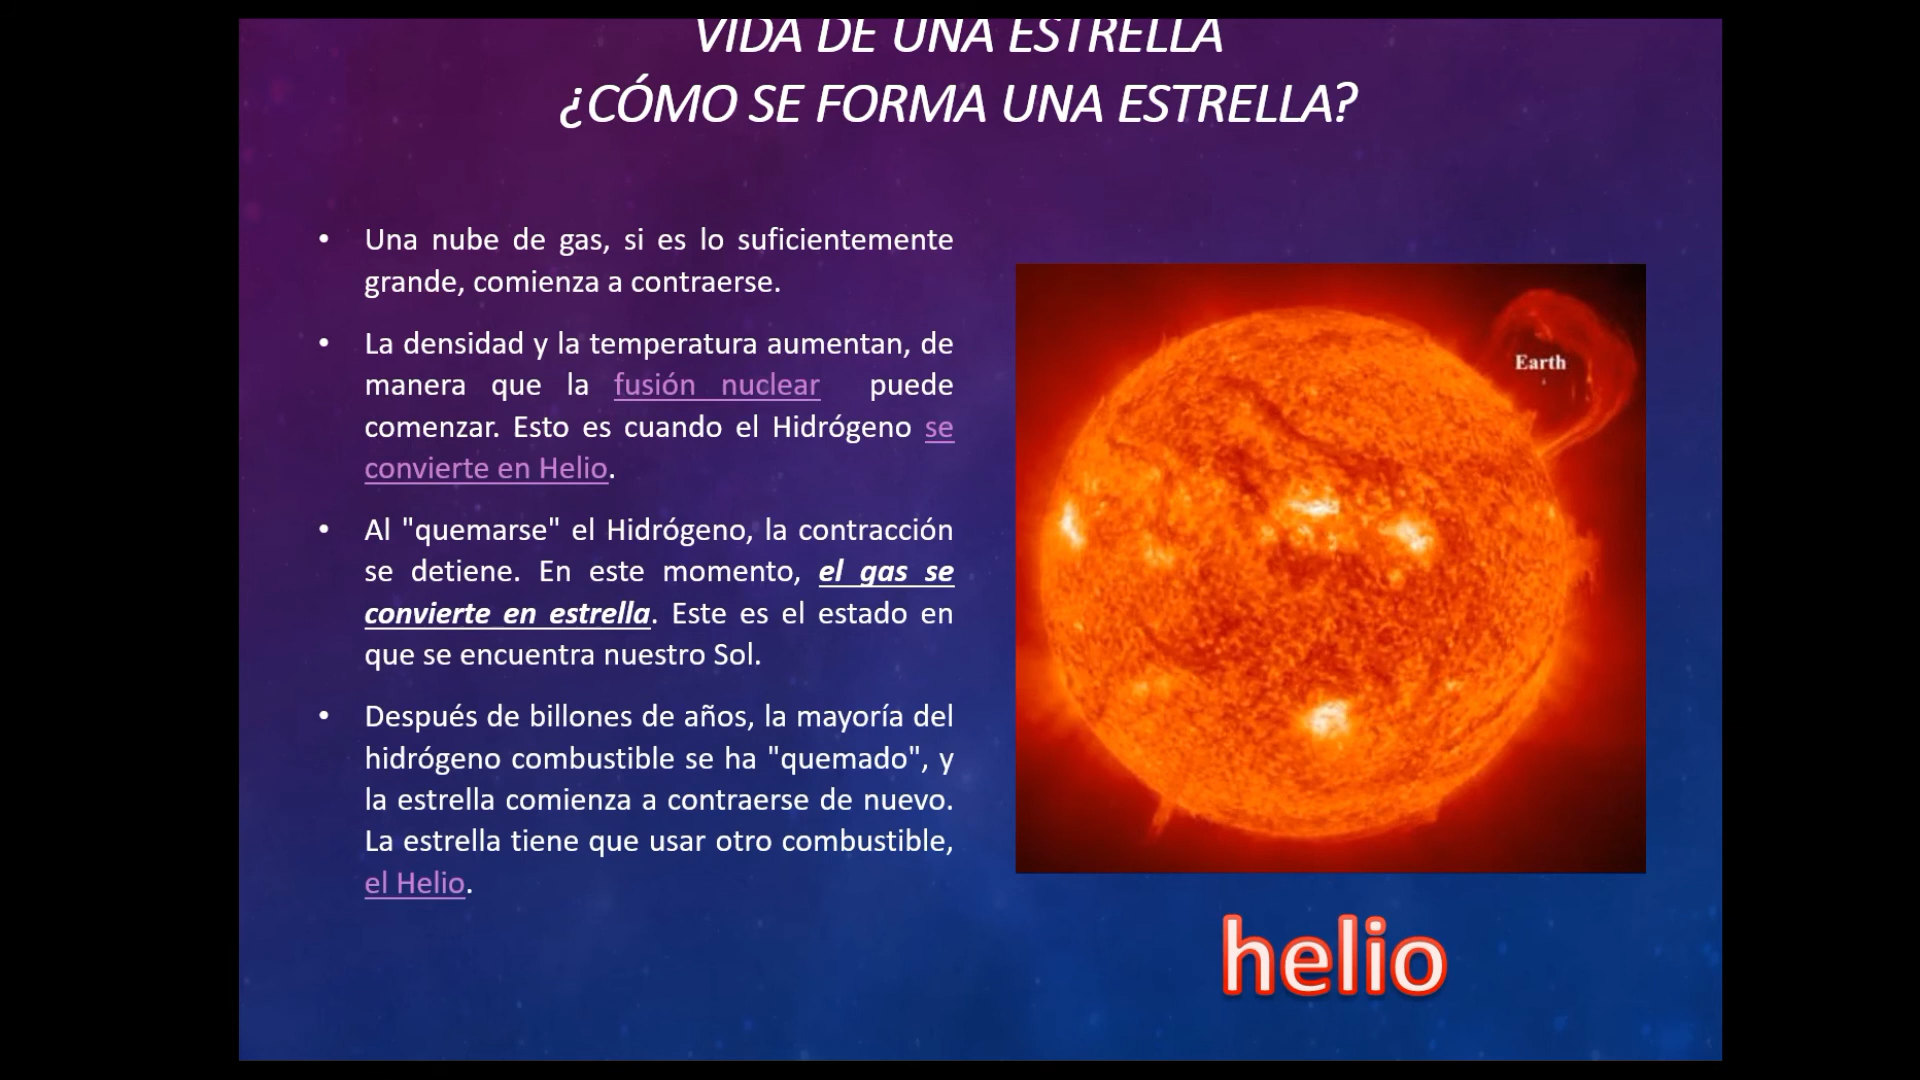 VIDA DE UNA ESTRELLA
¿CÓMO SE FORMA UNA ESTRELLA?
• Una nube de gas, si es lo suficientemente
grande, comienza a contraerse.
• La densidad y la temperatura aumentan, de
manera que la fusión nuclear puede
comenzar. Esto es cuando el Hidrógeno se
convierte en Helio.
• Al "quemarse" el Hidrógeno, la contracción
se detiene. En este momento, el gas se
convierte en estrella. Este es el estado en
que se encuentra nuestro Sol.
• Después de billones de años, la mayoría del
hidrógeno combustible se ha "quemado", y
la estrella comienza a contraerse de nuevo.
La estrella tiene que usar otro combustible,
el Helio.
Earth
helio